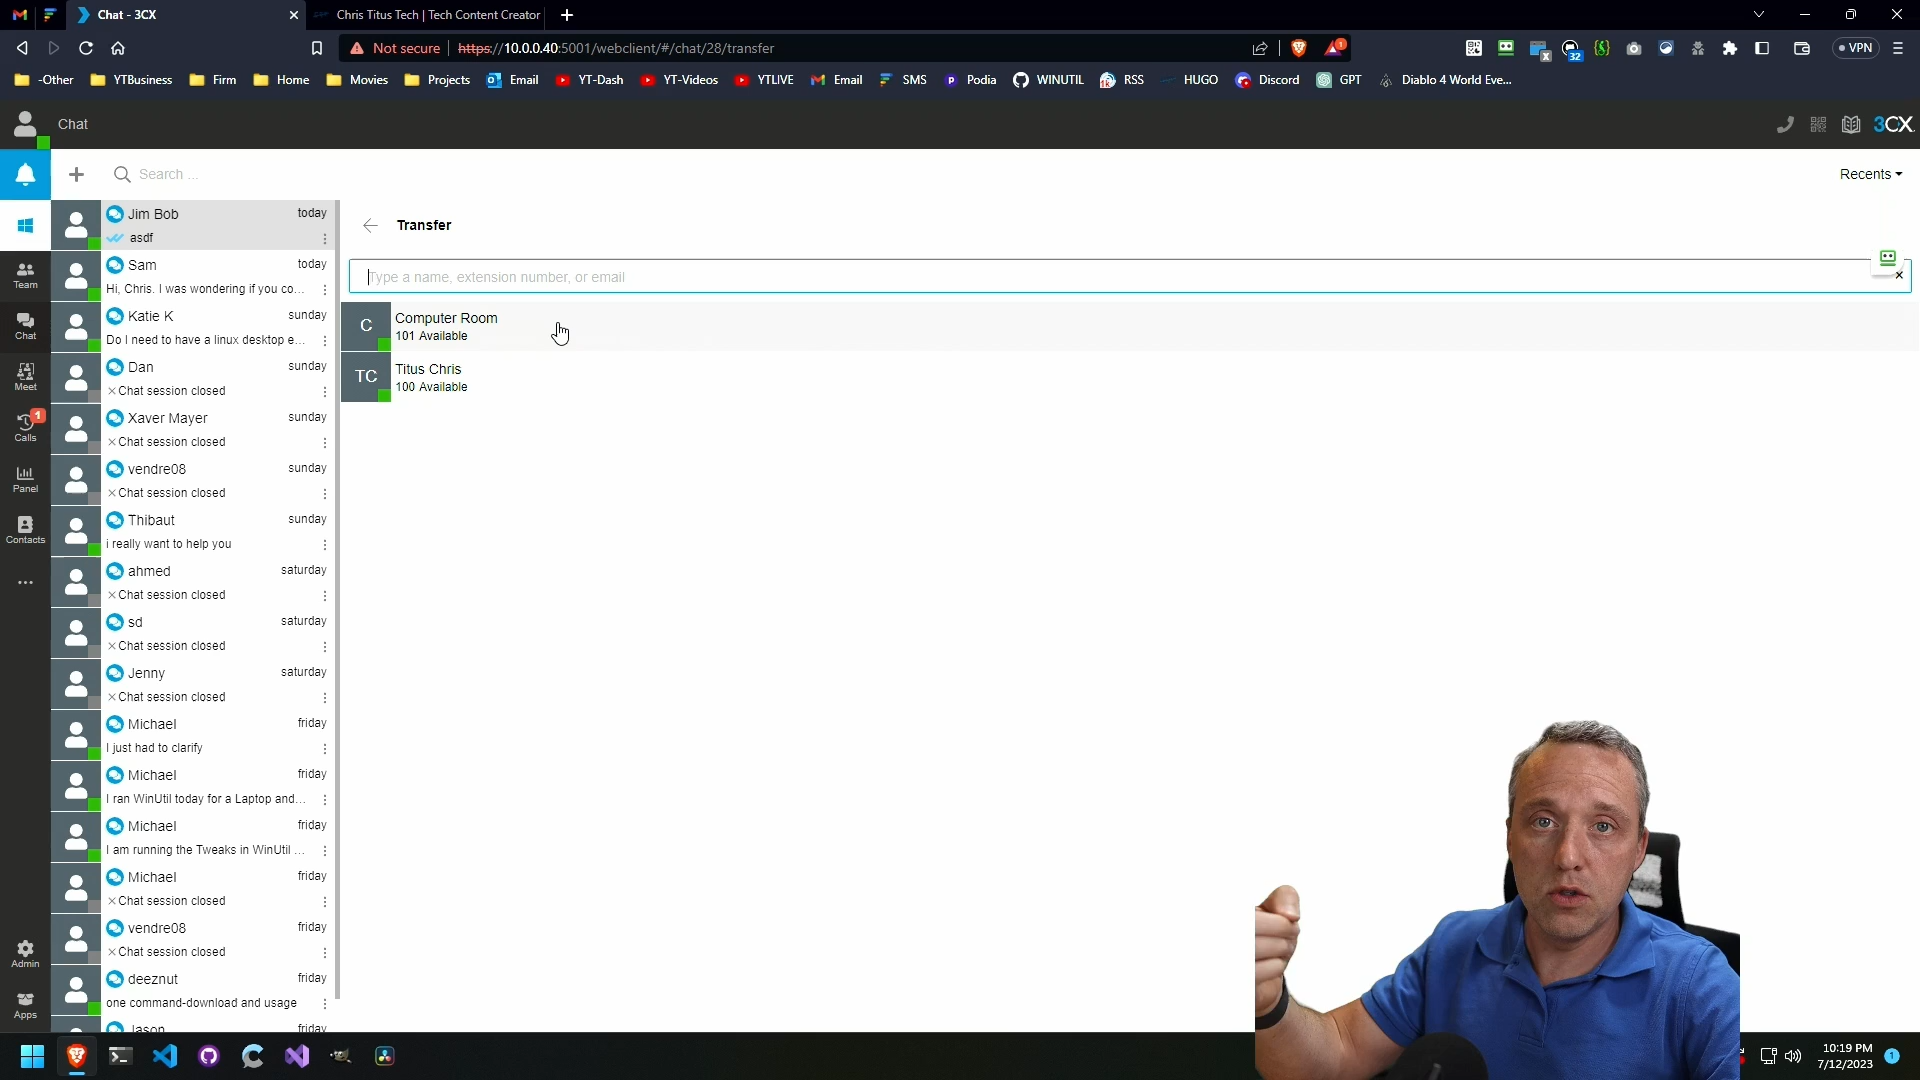 Chat - 3CX
Chris Titus Tech | Tech Content Creator
Not secure
https://10.0.0.40:5001/webclient/#/chat/28/transfer
1
X
32
VPN
-Other
YTBusiness
Firm
Home
Movies
Projects
Email
YT-Dash
YT-Videos
YTLIVE
Email
SMS
Podia
WINUTIL
RSS
HUGO
Discord
GPT
Diablo 4 World Eve...
Chat
3CX
Search ...
Recents
Team
Chat
Meet
1
Calls
Panel
Contacts
Admin
Apps
Jim Bob today
asdf
Sam today
Hi, Chris. I was wondering if you co...
Katie K sunday
Do I need to have a linux desktop e...
Dan sunday
Chat session closed
Xaver Mayer sunday
Chat session closed
vendre08 sunday
Chat session closed
Thibaut sunday
i really want to help you
ahmed saturday
Chat session closed
sd saturday
Chat session closed
Jenny saturday
Chat session closed
Michael friday
I just had to clarify
Michael friday
I ran WinUtil today for a Laptop and...
Michael friday
I am running the Tweaks in WinUtil ...
Michael friday
Chat session closed
vendre08 friday
Chat session closed
deeznut friday
one command-download and usage
Jason friday
Transfer
Type a name, extension number, or email
C
Computer Room
101 Available
TC
Titus Chris
100 Available
10:19 PM
7/12/2023
1